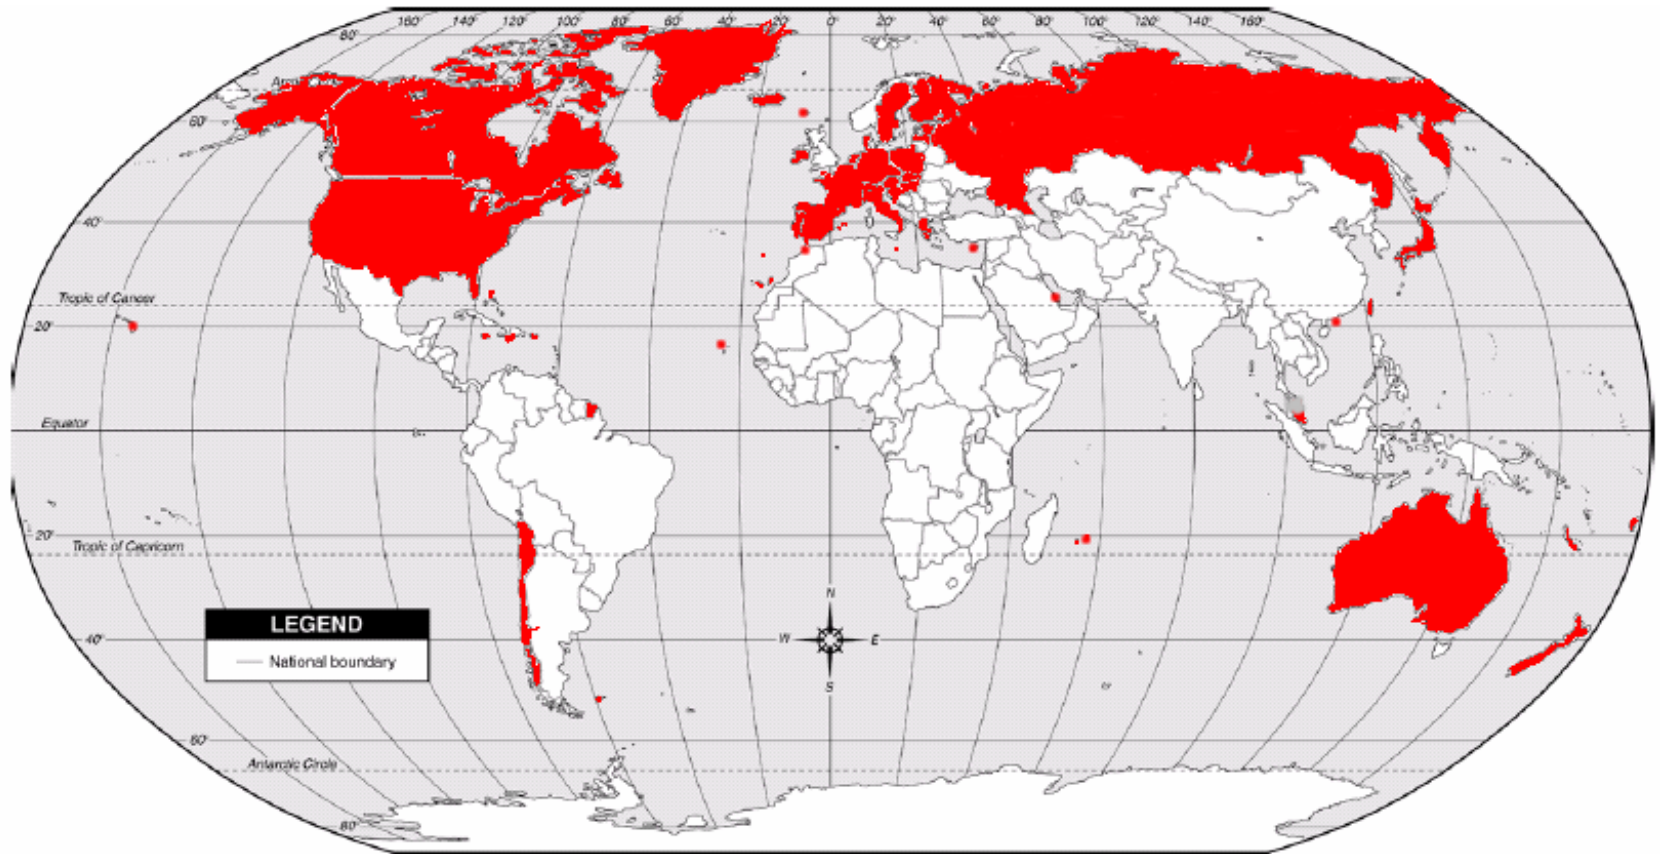 160° 140° 120° 100° 80° 60° 40° 20° 0° 20° 40° 60° 80° 100° 120° 140° 160°
80°
60°
40°
Tropic of Cancer
20°
Equator
20°
Tropic of Capricorn
N
LEGEND
40°
W E
National boundary
S
60°
Antarctic Circle
80°